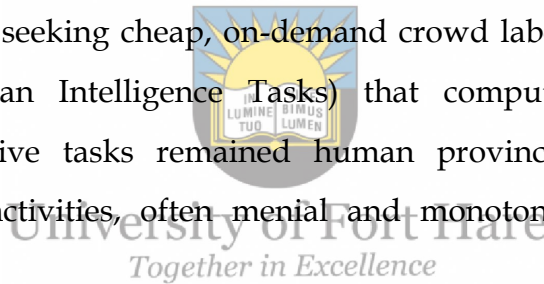 seeking cheap, on-demand crowd lab
an Intelligence Tasks) that comput
IN LUMINE TUO
BIMUS LUMEN
ive tasks remained human provinc
activities, often menial and monoton
University of Fort Hare
Together in Excellence